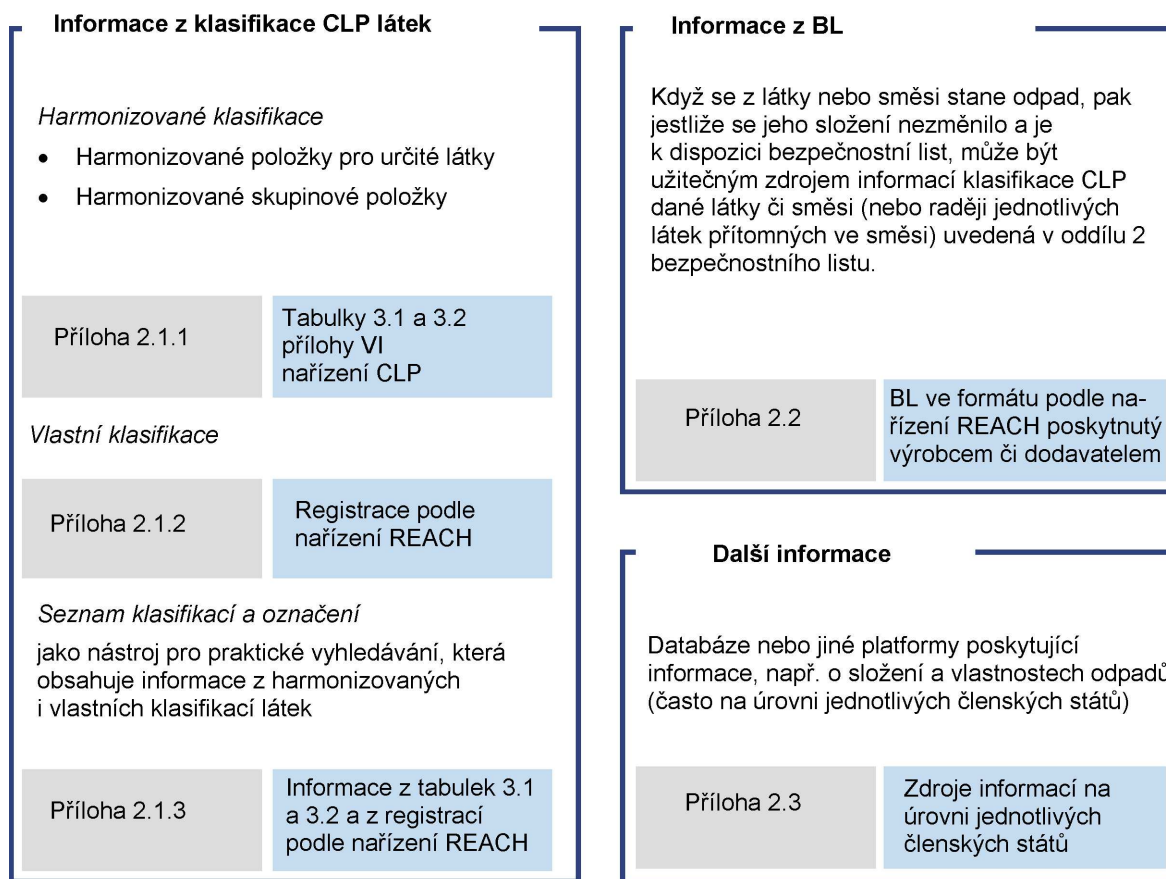 Informace z klasifikace CLP látek
Harmonizované klasifikace
• Harmonizované položky pro určité látky
• Harmonizované skupinové položky
Příloha 2.1.1
Tabulky 3.1 a 3.2
přílohy VI
nařízení CLP
Vlastní klasifikace
Příloha 2.1.2
Registrace podle
nařízení REACH
Seznam klasifikací a označení
jako nástroj pro praktické vyhledávání, která
obsahuje informace z harmonizovaných
i vlastních klasifikací látek
Příloha 2.1.3
Informace z tabulek 3.1
a 3.2 a z registrací
podle nařízení REACH
Informace z BL
Když se z látky nebo směsi stane odpad, pak
jestliže se jeho složení nezměnilo a je
k dispozici bezpečnostní list, může být
užitečným zdrojem informací klasifikace CLP
dané látky či směsi (nebo raději jednotlivých
látek přítomných ve směsi) uvedená v oddílu 2
bezpečnostního listu.
Příloha 2.2
BL ve formátu podle na-
řízení REACH poskytnutý
výrobcem či dodavatelem
Další informace
Databáze nebo jiné platformy poskytující
informace, např. o složení a vlastnostech odpadů
(často na úrovni jednotlivých členských států)
Příloha 2.3
Zdroje informací na
úrovni jednotlivých
členských států